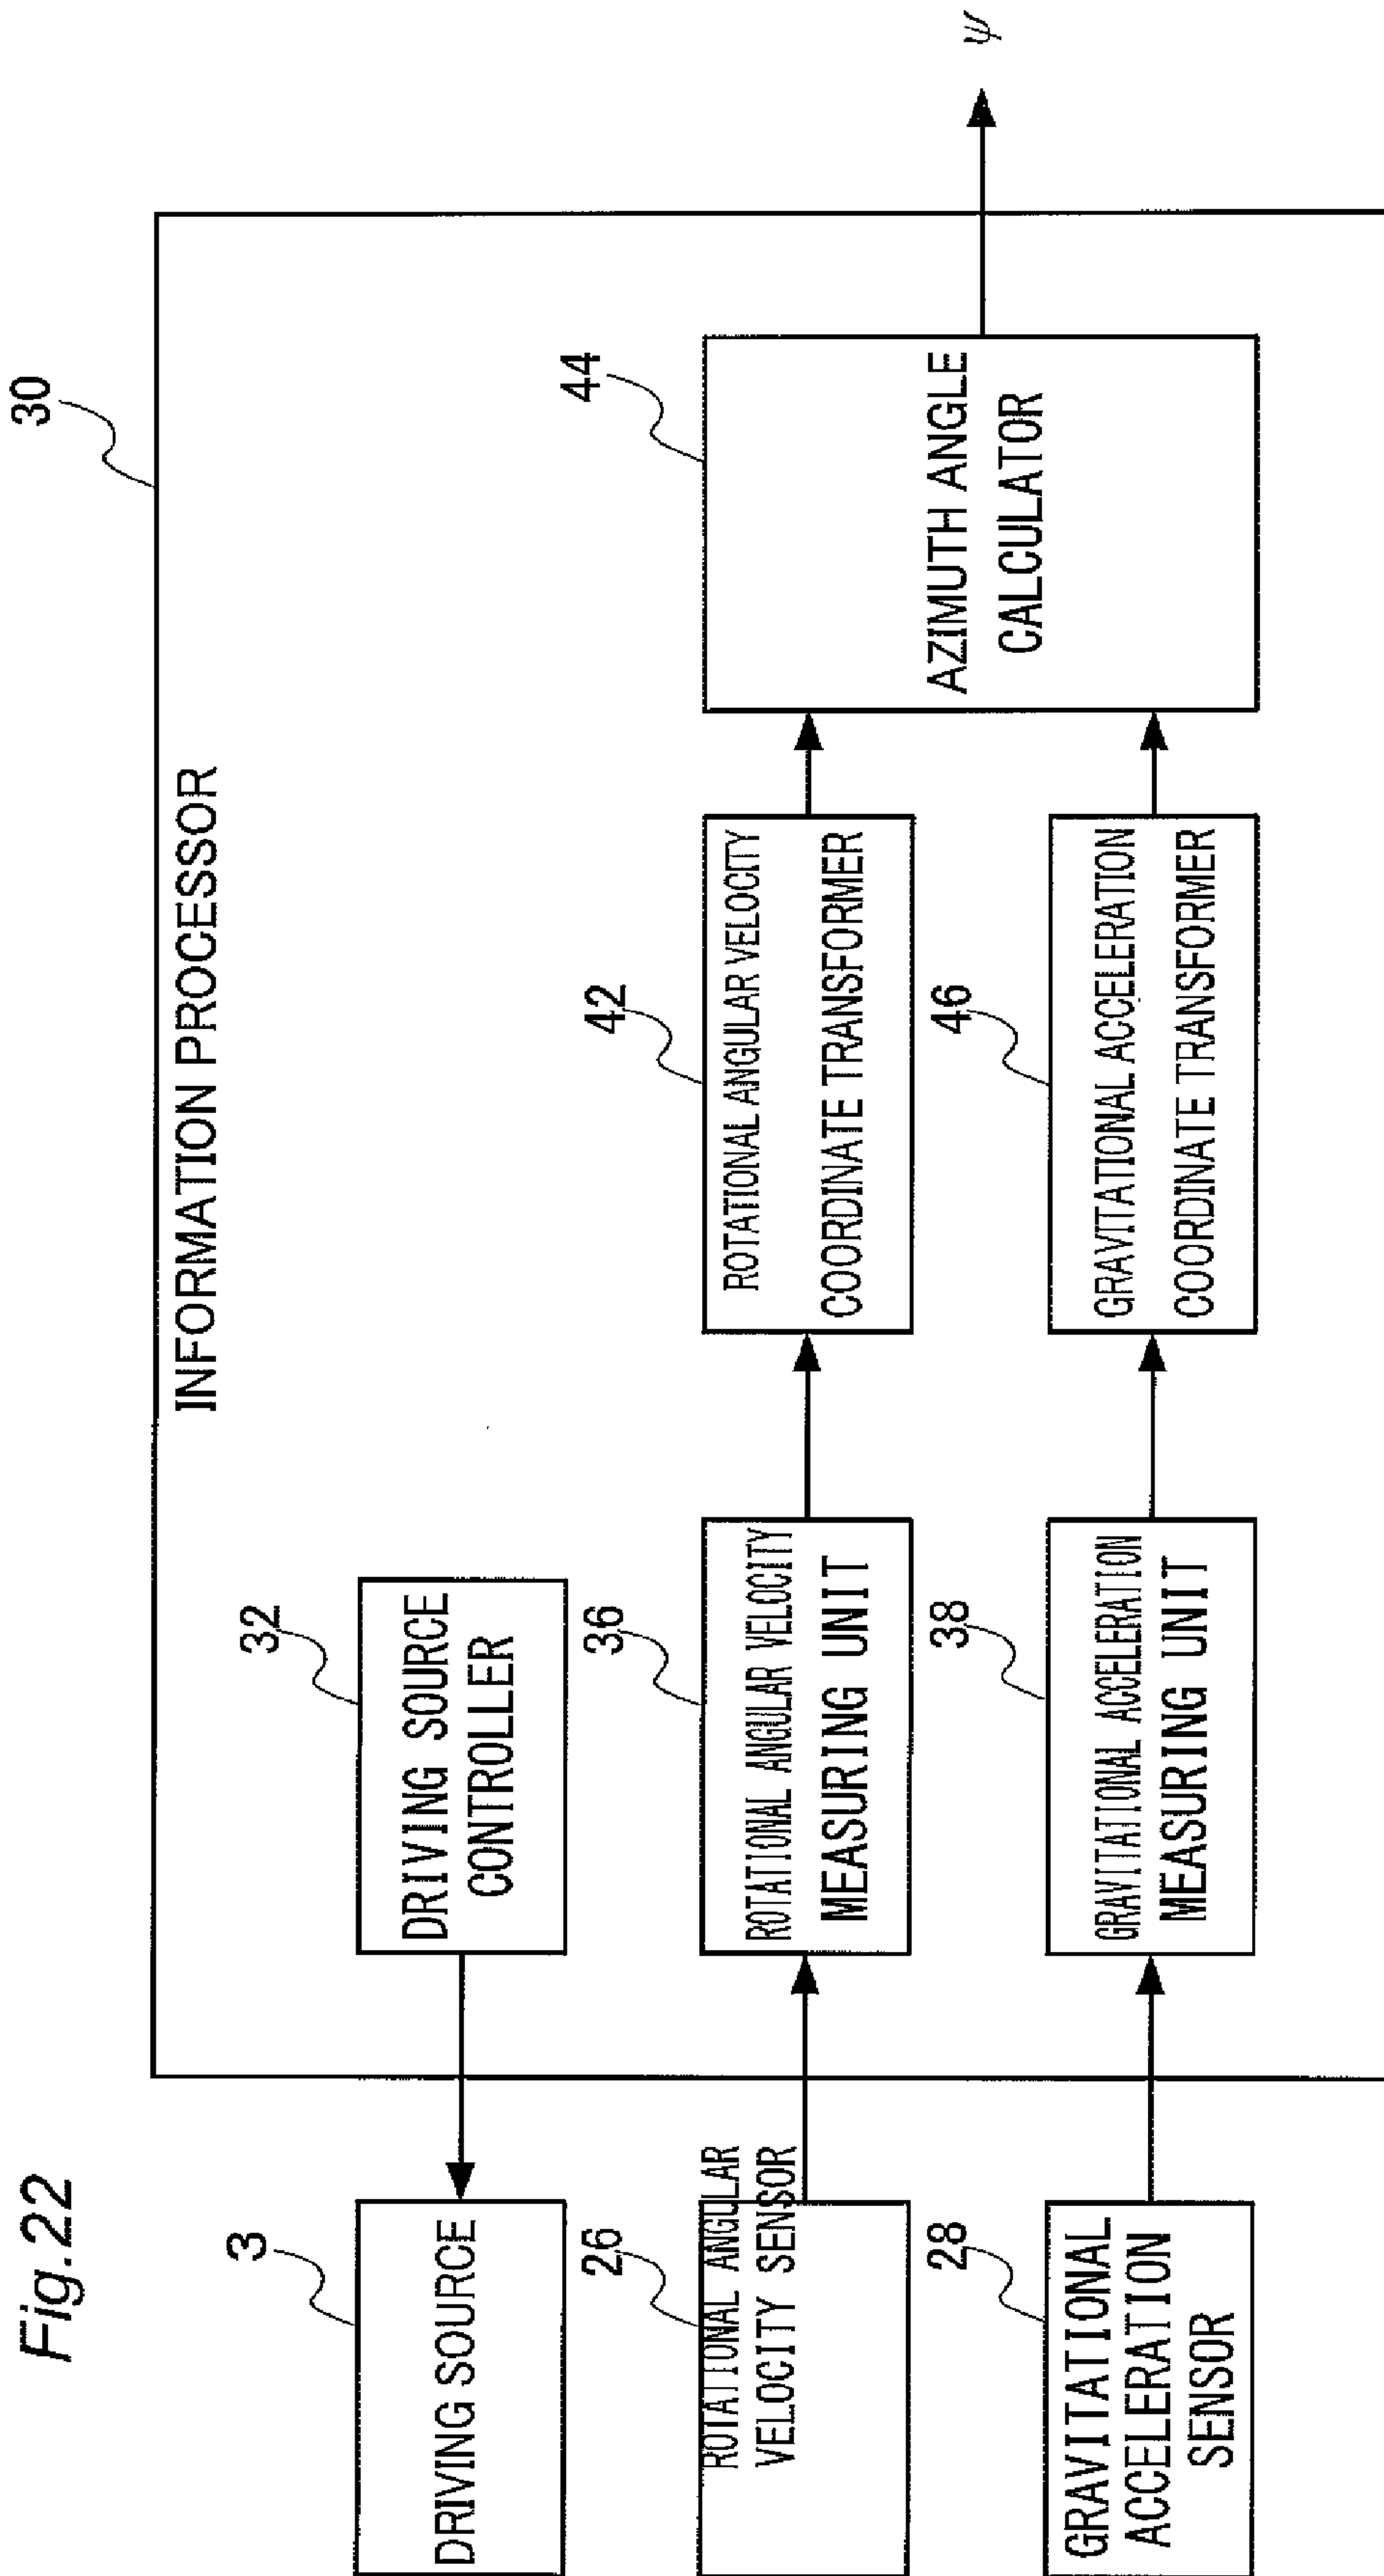 Fig.22
30
INFORMATION PROCESSOR
3
DRIVING SOURCE
32
DRIVING SOURCE
CONTROLLER
26
ROTATIONAL ANGULAR
VELOCITY SENSOR
36
ROTATIONAL ANGULAR VELOCITY
MEASURING UNIT
42
ROTATIONAL ANGULAR VELOCITY
COORDINATE TRANSFORMER
44
AZIMUTH ANGLE
CALCULATOR
ψ
28
GRAVITATIONAL
ACCELERATION
SENSOR
38
GRAVITATIONAL ACCELERATION
MEASURING UNIT
46
GRAVITATIONAL ACCELERATION
COORDINATE TRANSFORMER